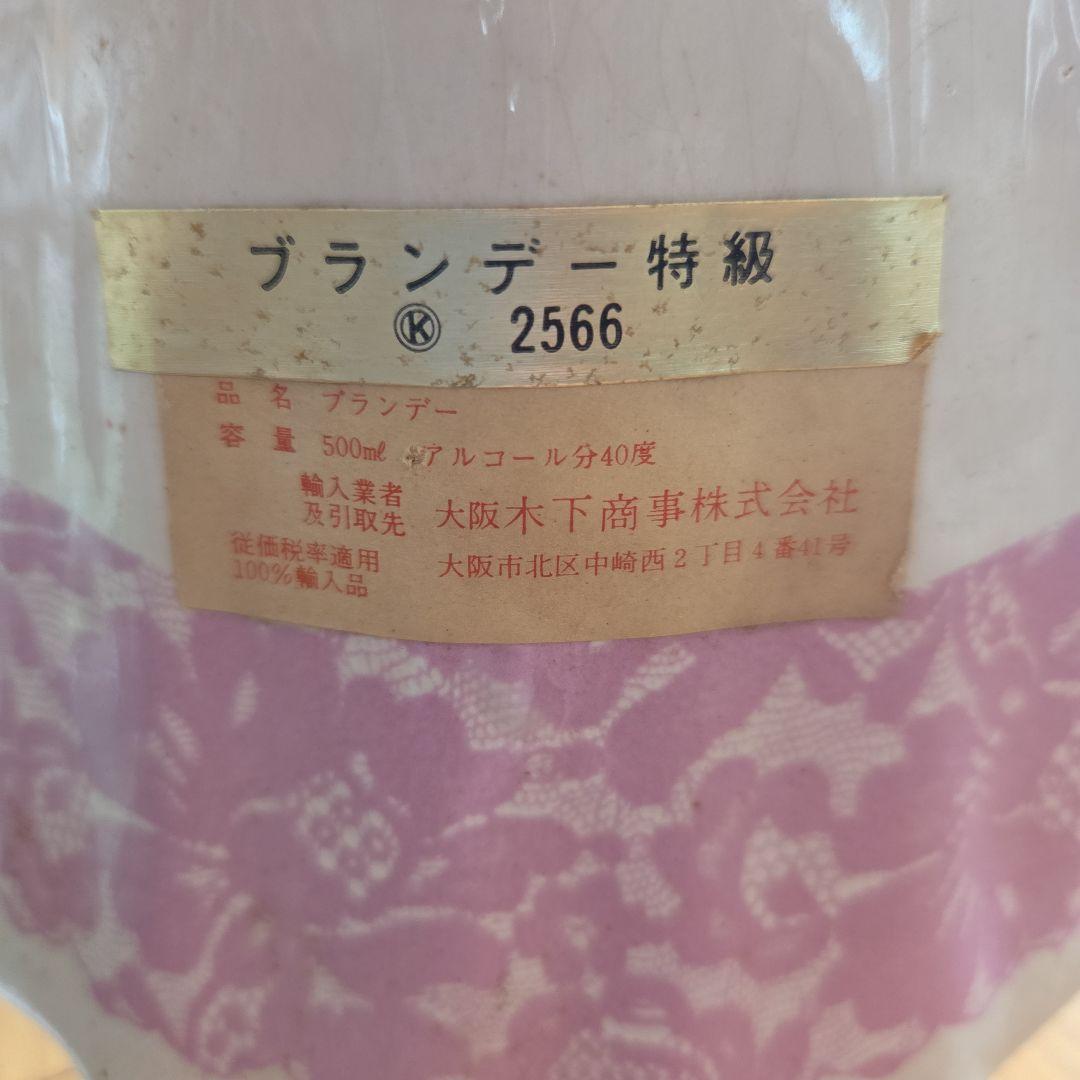 ブランデー特級
Ⓚ 2566
品名 ブランデー
容量 500㎖ アルコール分40度
輸入業者
及引取先 大阪木下商事株式会社
従価税率適用 大阪市北区中崎西2丁目4番41号
100%輸入品